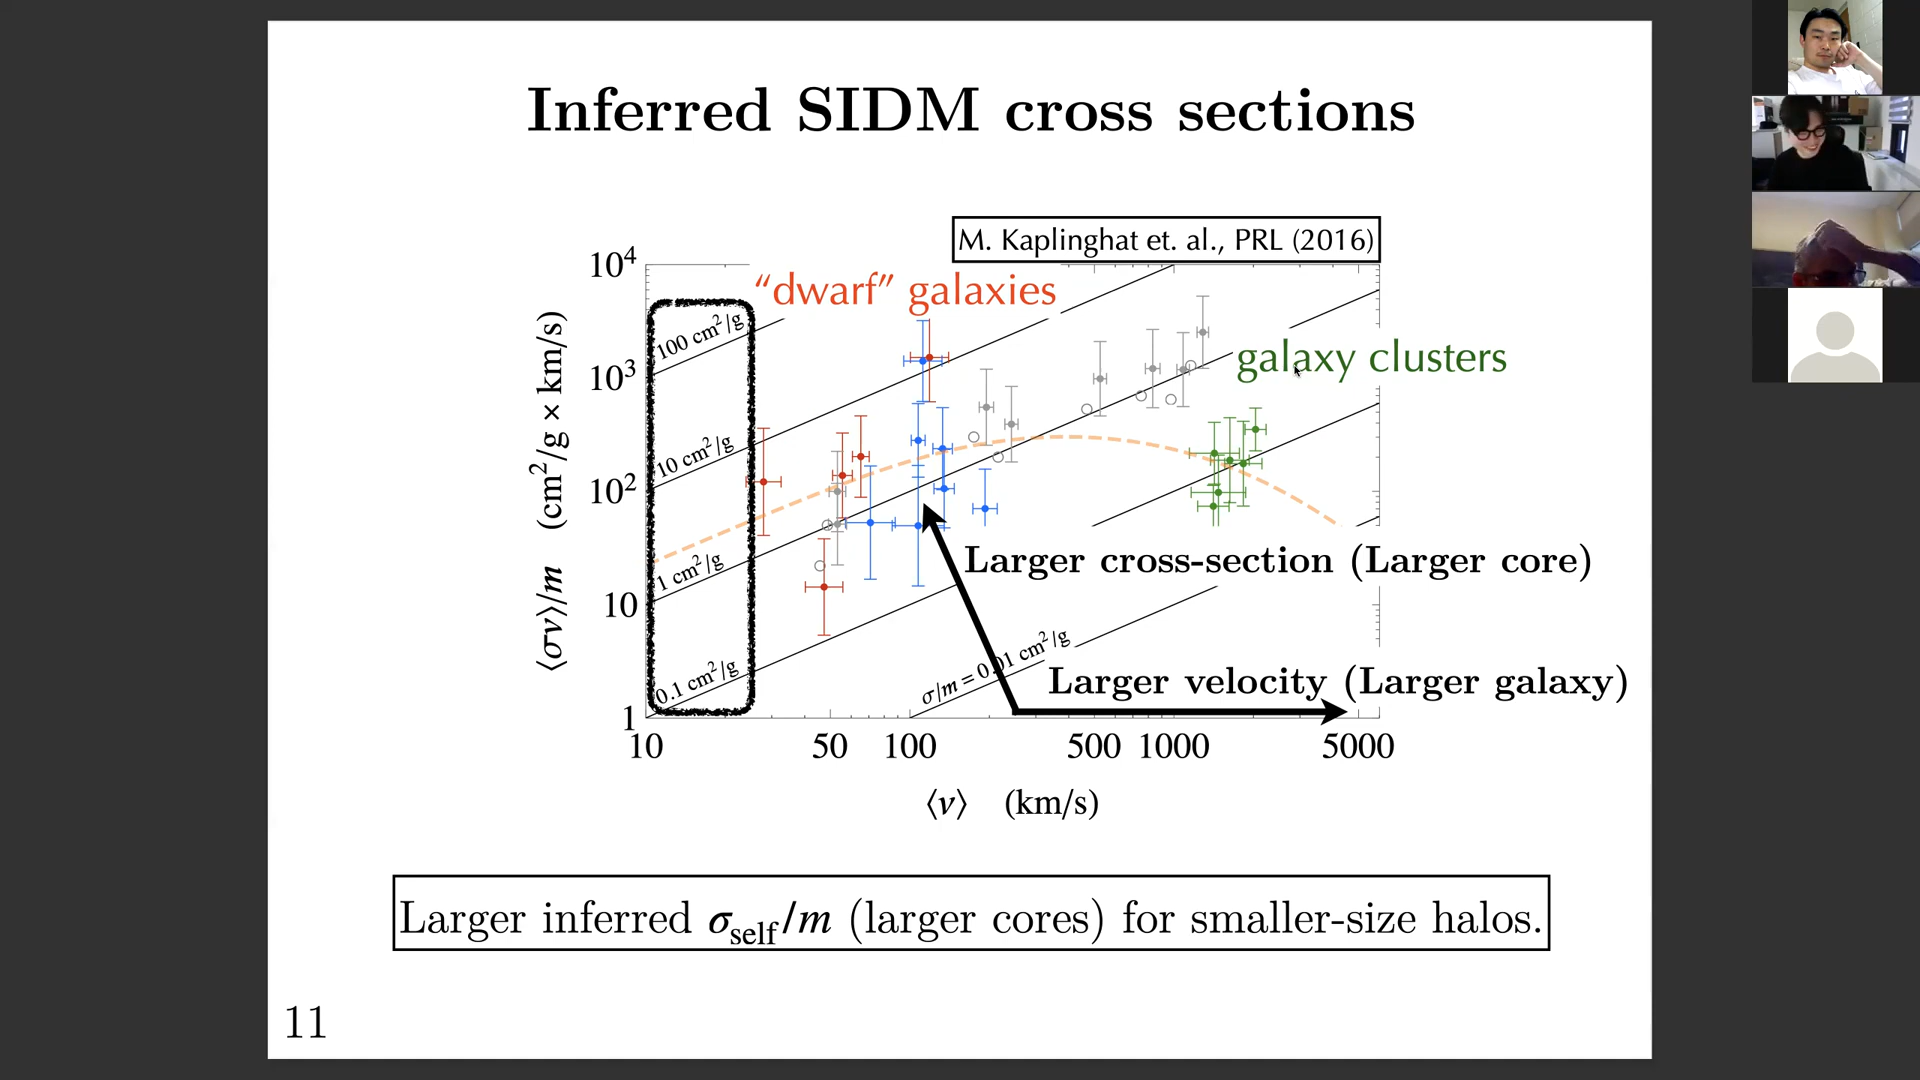 Inferred SIDM cross sections
M. Kaplinghat et. al., PRL (2016)
"dwarf" galaxies
galaxy clusters
10⁴
10³
10²
10
1
⟨σv⟩/m (cm²/g × km/s)
100 cm²/g
10 cm²/g
1 cm²/g
0.1 cm²/g
σ/m = 0.01 cm²/g
Larger cross-section (Larger core)
Larger velocity (Larger galaxy)
10 50 100 500 1000 5000
⟨v⟩ (km/s)
Larger inferred σ_self/m (larger cores) for smaller-size halos.
11